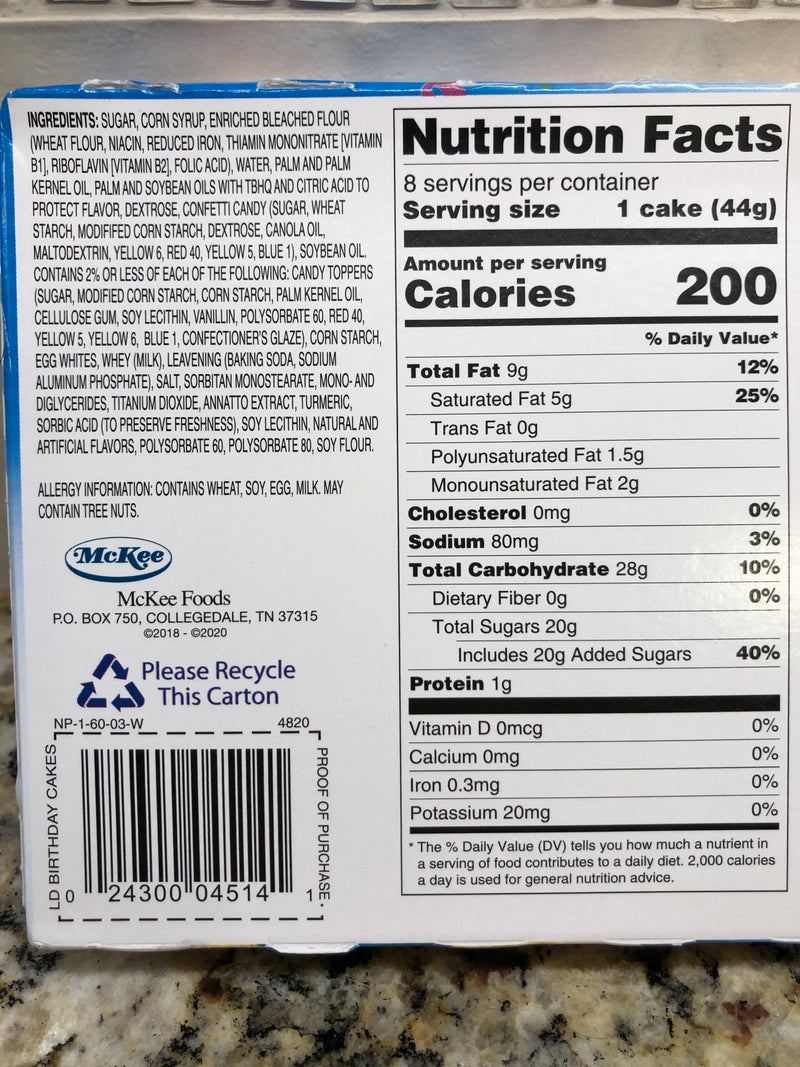 INGREDIENTS: SUGAR, CORN SYRUP, ENRICHED BLEACHED FLOUR
(WHEAT FLOUR, NIACIN, REDUCED IRON, THIAMIN MONONITRATE [VITAMIN
B1], RIBOFLAVIN [VITAMIN B2], FOLIC ACID), WATER, PALM AND PALM
KERNEL OIL, PALM AND SOYBEAN OILS WITH TBHQ AND CITRIC ACID TO
PROTECT FLAVOR, DEXTROSE, CONFETTI CANDY (SUGAR, WHEAT
STARCH, MODIFIFED CORN STARCH, DEXTROSE, CANOLA OIL,
MALTODEXTRIN, YELLOW 6, RED 40, YELLOW 5, BLUE 1), SOYBEAN OIL.
CONTAINS 2% OR LESS OF EACH OF THE FOLLOWING: CANDY TOPPERS
(SUGAR, MODIFIED CORN STARCH, CORN STARCH, PALM KERNEL OIL,
CELLULOSE GUM, SOY LECITHIN, VANILLIN, POLYSORBATE 60, RED 40,
YELLOW 5, YELLOW 6, BLUE 1, CONFECTIONER'S GLAZE), CORN STARCH,
EGG WHITES, WHEY (MILK), LEAVENING (BAKING SODA, SODIUM
ALUMINUM PHOSPHATE), SALT, SORBITAN MONOSTEARATE, MONO- AND
DIGLYCERIDES, TITANIUM DIOXIDE, ANNATTO EXTRACT, TURMERIC,
SORBIC ACID (TO PRESERVE FRESHNESS), SOY LECITHIN, NATURAL AND
ARTIFICIAL FLAVORS, POLYSORBATE 60, POLYSORBATE 80, SOY FLOUR.
ALLERGY INFORMATION: CONTAINS WHEAT, SOY, EGG, MILK. MAY
CONTAIN TREE NUTS.
McKee
McKee Foods
P.O. BOX 750, COLLEGEDALE, TN 37315
©2018 - ©2020
Please Recycle
This Carton
NP-1-60-03-W 4820
LD BIRTHDAY CAKES
PROOF OF PURCHASE •
0 24300 04514 1
Nutrition Facts
8 servings per container
Serving size 1 cake (44g)
Amount per serving
Calories 200
% Daily Value*
Total Fat 9g 12%
Saturated Fat 5g 25%
Trans Fat 0g
Polyunsaturated Fat 1.5g
Monounsaturated Fat 2g
Cholesterol 0mg 0%
Sodium 80mg 3%
Total Carbohydrate 28g 10%
Dietary Fiber 0g 0%
Total Sugars 20g
Includes 20g Added Sugars 40%
Protein 1g
Vitamin D 0mcg 0%
Calcium 0mg 0%
Iron 0.3mg 0%
Potassium 20mg 0%
* The % Daily Value (DV) tells you how much a nutrient in
a serving of food contributes to a daily diet. 2,000 calories
a day is used for general nutrition advice.